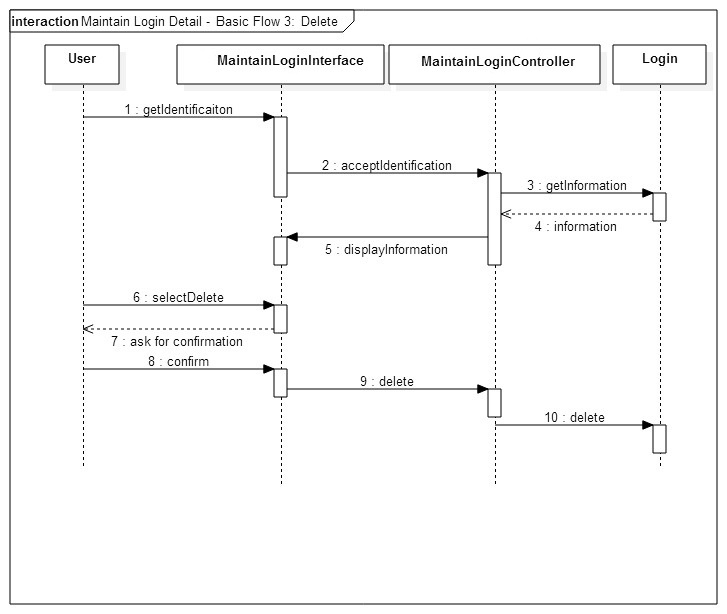 interaction Maintain Login Detail - Basic Flow 3: Delete
User
MaintainLoginInterface
MaintainLoginController
Login
1 : getIdentificaiton
2 : acceptIdentification
3 : getInformation
4 : information
5 : displayInformation
6 : selectDelete
7 : ask for confirmation
8 : confirm
9 : delete
10 : delete